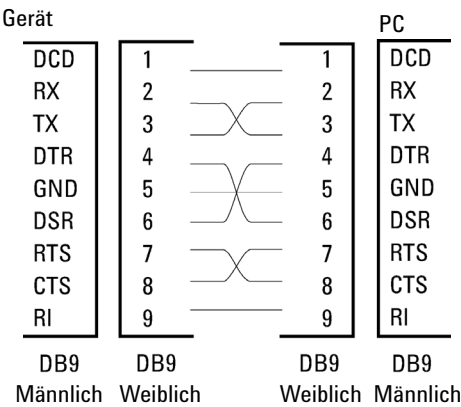 Gerät PC
DCD 1 1 DCD
RX 2 2 RX
TX 3 3 TX
DTR 4 4 DTR
GND 5 5 GND
DSR 6 6 DSR
RTS 7 7 RTS
CTS 8 8 CTS
RI 9 9 RI
DB9 DB9 DB9 DB9
Männlich Weiblich Weiblich Männlich